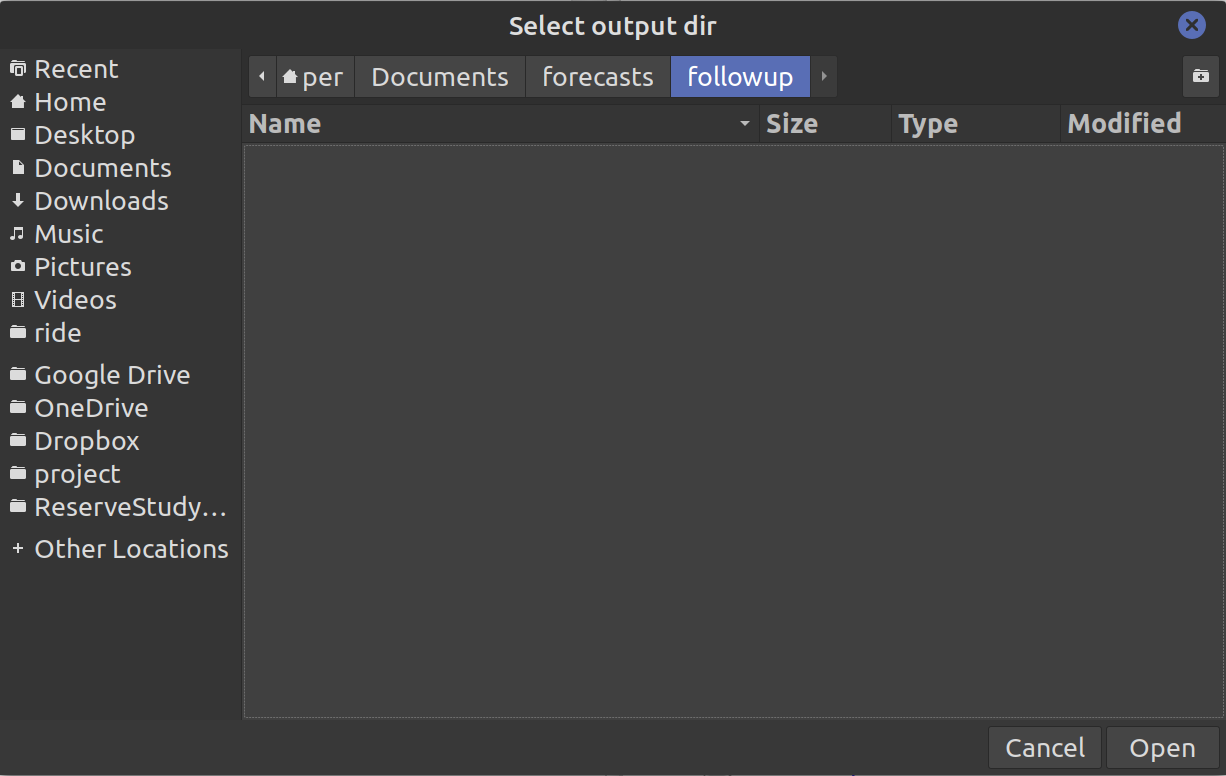 Select output dir
Recent
Home
Desktop
Documents
Downloads
Music
Pictures
Videos
ride
Google Drive
OneDrive
Dropbox
project
ReserveStudy…
Other Locations
per Documents forecasts followup
Name Size Type Modified
Cancel Open